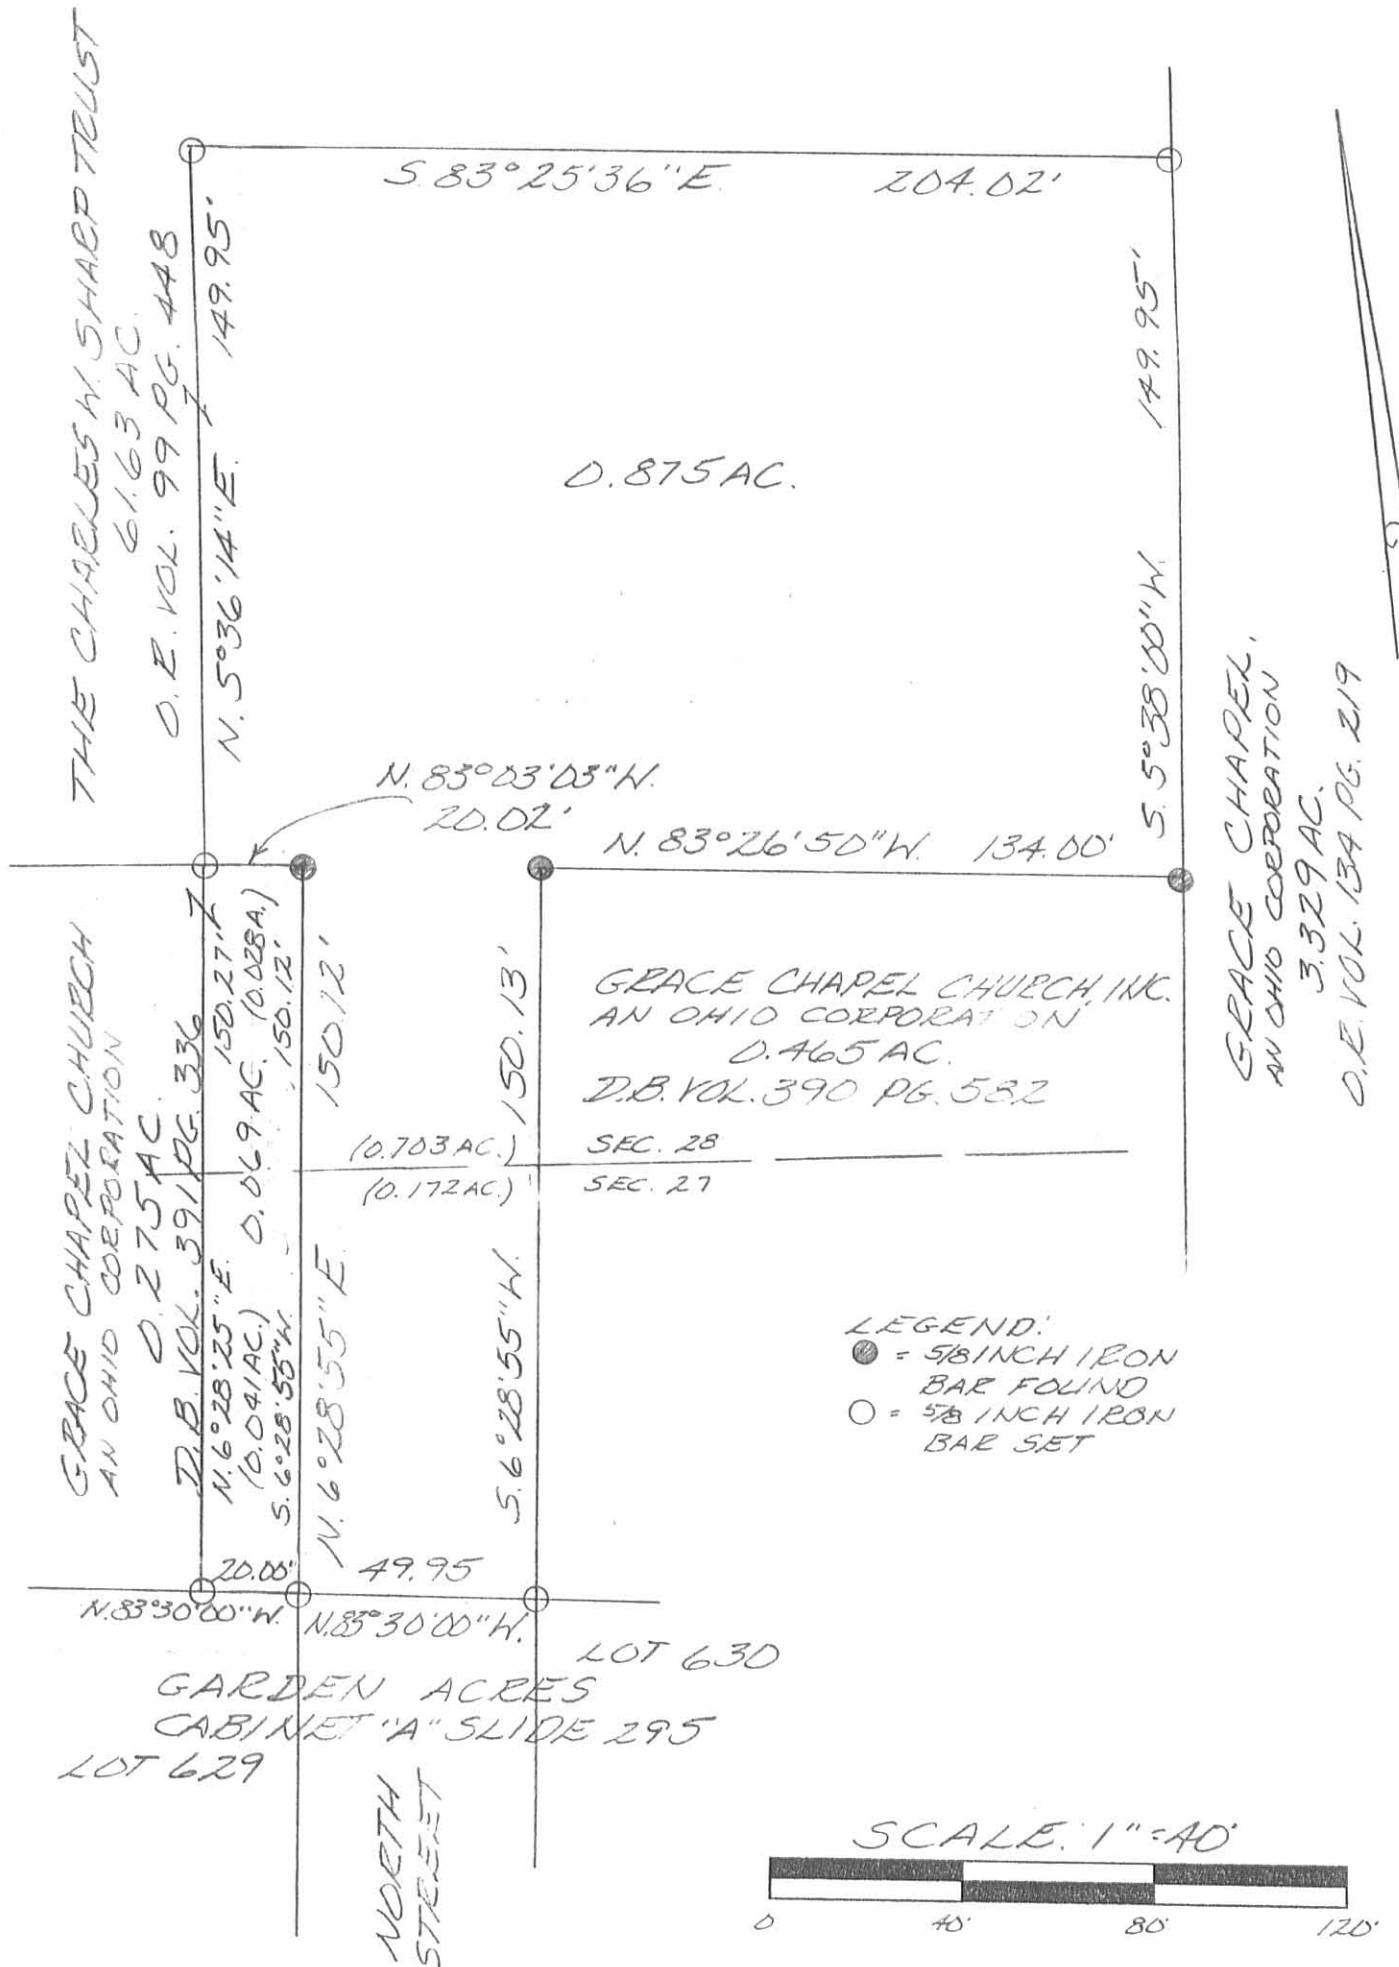 THE CHARLES W. SHARP TRUST
61.63 AC.
O.R. VOL. 99 PG. 448
S. 83°25'36" E. 204.02'
N. 5°36'14" E. 149.95'
0.875 AC.
S. 5°38'00" W. 149.95'
N. 83°03'03" W.
20.02'
N. 83°26'50" W. 134.00'
GRACE CHAPEL,
AN OHIO CORPORATION
3.329 AC.
O.R. VOL. 134 PG. 219
GRACE CHAPEL CHURCH
AN OHIO CORPORATION
0.275 AC.
D.B. VOL. 391 PG. 336
N. 6°28'25" E. 150.27'
(0.041 AC.) 0.069 AC. (0.028 A.)
S. 6°28'55" W. 150.12'
N. 6°28'55" E. 150.12'
S. 6°28'55" W. 150.13'
GRACE CHAPEL CHURCH, INC.
AN OHIO CORPORATION
0.465 AC.
D.B. VOL. 390 PG. 582
(0.703 AC.) SEC. 28
(0.172 AC.) SEC. 27
LEGEND:
= 5/8 INCH IRON
BAR FOUND
= 5/8 INCH IRON
BAR SET
20.00' 49.95
N. 83°30'00" W. N. 83°30'00" W.
LOT 630
GARDEN ACRES
CABINET "A" SLIDE 295
LOT 629
NORTH
STREET
SCALE: 1"=40'
0 40' 80' 120'